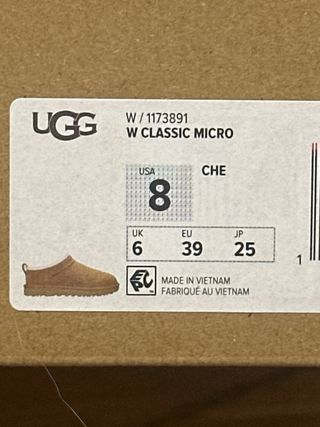 UGG
W / 1173891
W CLASSIC MICRO
USA
8
CHE
UK EU JP
6 39 25
1
MADE IN VIETNAM
FABRIQUÉ AU VIETNAM